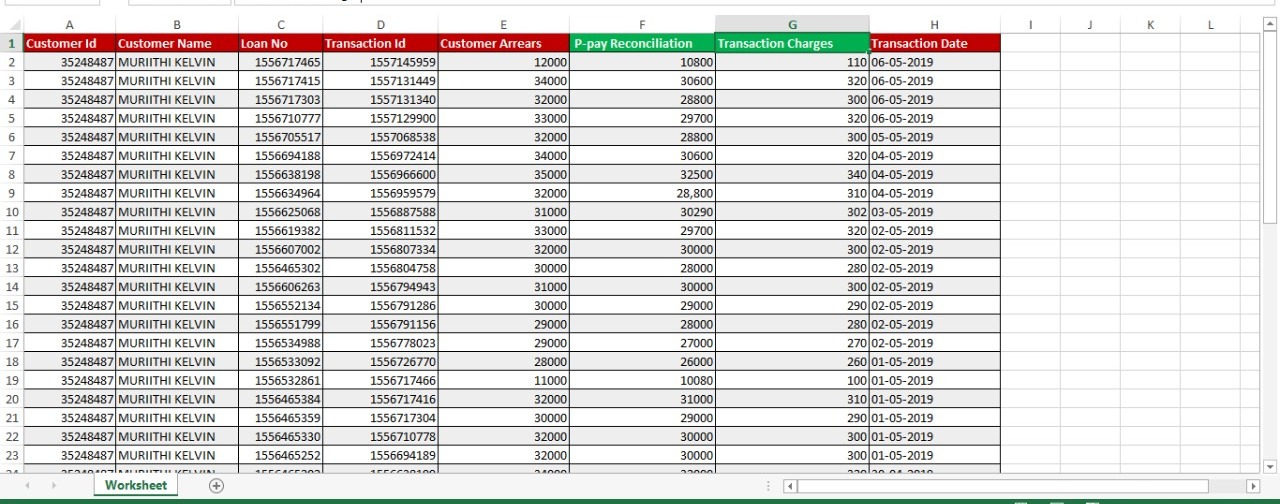 A B C D E F G H I J K L
1 Customer Id Customer Name Loan No Transaction Id Customer Arrears P-pay Reconciliation Transaction Charges Transaction Date
2 35248487 MURIITHI KELVIN 1556717465 1557145959 12000 10800 110 06-05-2019
3 35248487 MURIITHI KELVIN 1556717415 1557131449 34000 30600 320 06-05-2019
4 35248487 MURIITHI KELVIN 1556717303 1557131340 32000 28800 300 06-05-2019
5 35248487 MURIITHI KELVIN 1556710777 1557129900 33000 29700 320 06-05-2019
6 35248487 MURIITHI KELVIN 1556705517 1557068538 32000 28800 300 05-05-2019
7 35248487 MURIITHI KELVIN 1556694188 1556972414 34000 30600 320 04-05-2019
8 35248487 MURIITHI KELVIN 1556638198 1556966600 35000 32500 340 04-05-2019
9 35248487 MURIITHI KELVIN 1556634964 1556959579 32000 28,800 310 04-05-2019
10 35248487 MURIITHI KELVIN 1556625068 1556887588 31000 30290 302 03-05-2019
11 35248487 MURIITHI KELVIN 1556619382 1556811532 33000 29700 320 02-05-2019
12 35248487 MURIITHI KELVIN 1556607002 1556807334 32000 30000 300 02-05-2019
13 35248487 MURIITHI KELVIN 1556465302 1556804758 30000 28000 280 02-05-2019
14 35248487 MURIITHI KELVIN 1556606263 1556794943 31000 30000 300 02-05-2019
15 35248487 MURIITHI KELVIN 1556552134 1556791286 30000 29000 290 02-05-2019
16 35248487 MURIITHI KELVIN 1556551799 1556791156 29000 28000 280 02-05-2019
17 35248487 MURIITHI KELVIN 1556534988 1556778023 29000 27000 270 02-05-2019
18 35248487 MURIITHI KELVIN 1556533092 1556726770 28000 26000 260 01-05-2019
19 35248487 MURIITHI KELVIN 1556532861 1556717466 11000 10080 100 01-05-2019
20 35248487 MURIITHI KELVIN 1556465384 1556717416 32000 31000 310 01-05-2019
21 35248487 MURIITHI KELVIN 1556465359 1556717304 30000 29000 290 01-05-2019
22 35248487 MURIITHI KELVIN 1556465330 1556710778 32000 30000 300 01-05-2019
23 35248487 MURIITHI KELVIN 1556465252 1556694189 32000 30000 300 01-05-2019
Worksheet